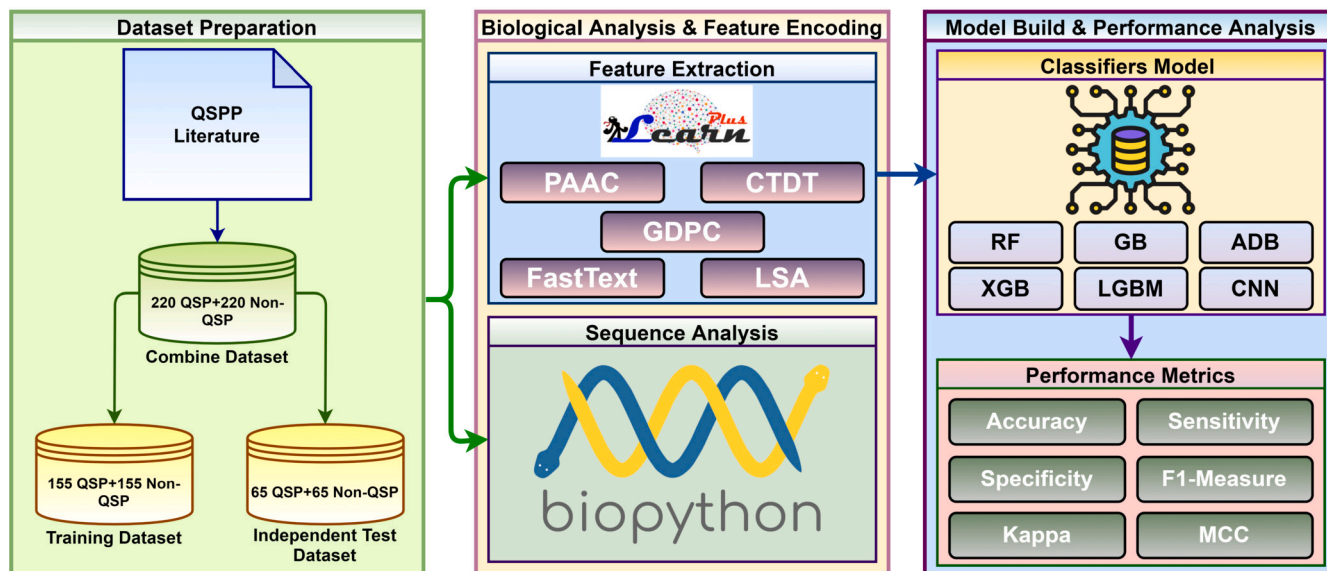 Dataset Preparation
QSPP
Literature
220 QSP+220 Non-
QSP
Combine Dataset
155 QSP+155 Non-
QSP
Training Dataset
65 QSP+65 Non-QSP
Independent Test
Dataset
Biological Analysis & Feature Encoding
Feature Extraction
iLearn Plus
PAAC
CTDT
GDPC
FastText
LSA
Sequence Analysis
biopython
Model Build & Performance Analysis
Classifiers Model
RF
GB
ADB
XGB
LGBM
CNN
Performance Metrics
Accuracy
Sensitivity
Specificity
F1-Measure
Kappa
MCC